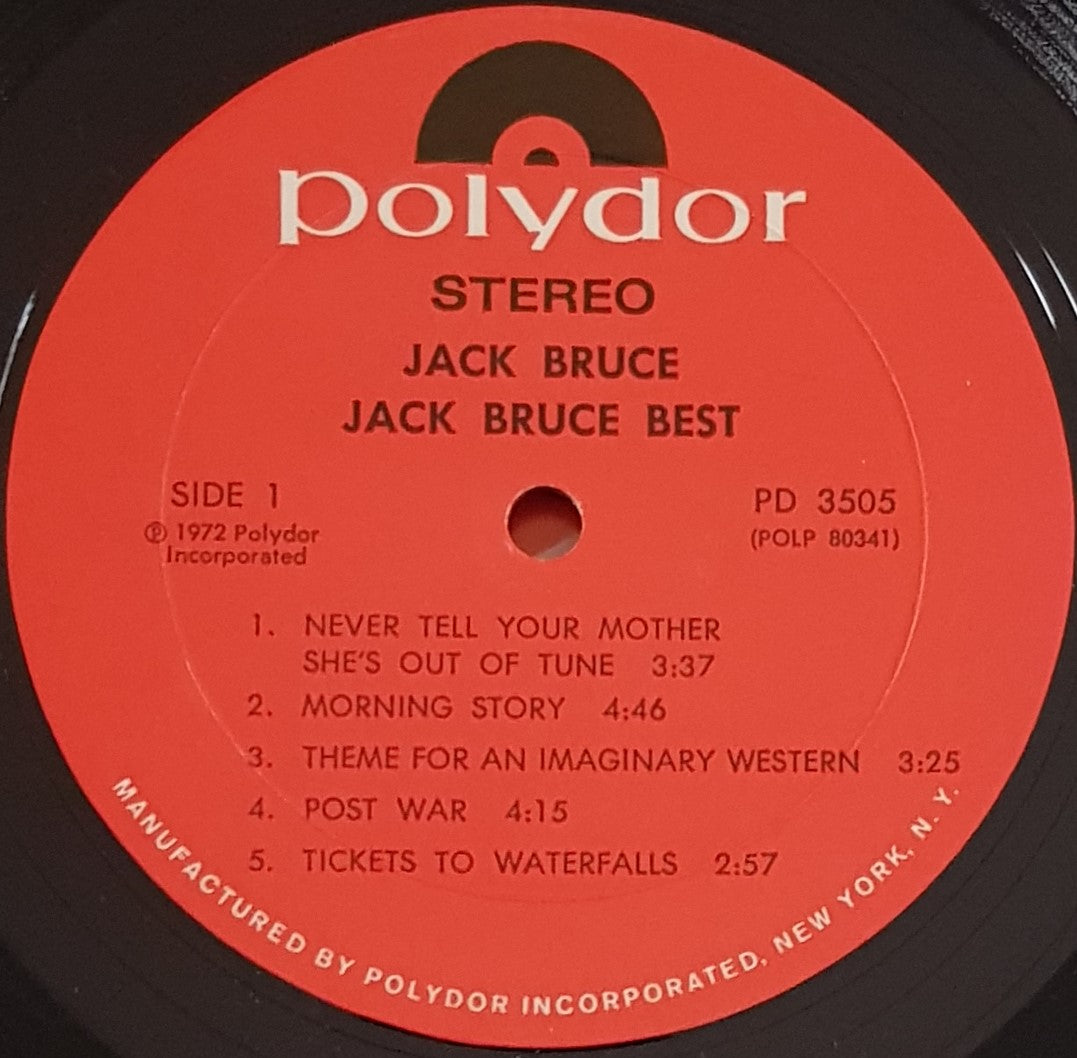 polydor
STEREO
JACK BRUCE
JACK BRUCE BEST
SIDE 1
℗ 1972 Polydor
Incorporated
PD 3505
(POLP 80341)
1. NEVER TELL YOUR MOTHER
SHE'S OUT OF TUNE 3:37
2. MORNING STORY 4:46
3. THEME FOR AN IMAGINARY WESTERN 3:25
4. POST WAR 4:15
5. TICKETS TO WATERFALLS 2:57
MANUFACTURED BY POLYDOR INCORPORATED, NEW YORK, N. Y.